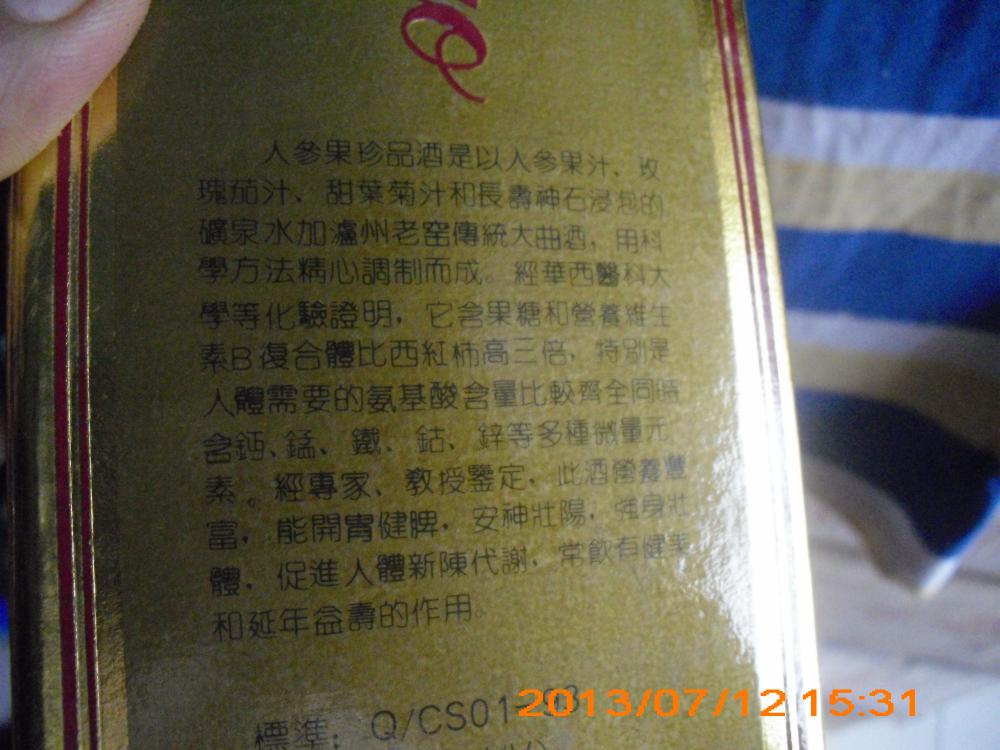 人參果珍品酒是以人參果汁、玫
瑰茄汁、甜葉菊汁和長壽神石浸泡的
礦泉水加瀘州老窑傳統大曲酒，用科
學方法精心調制而成。經華西醫科大
學等化驗證明，它含果糖和營養維生
素B復合體比西紅柿高三倍，特别是
人體需要的氨基酸含量比較齊全同時
含鈣、錳、鐵、鈷、鋅等多種微量元
素。經專家、教授鑒定，此酒營養豐
富，能開胃健脾，安神壯陽，強身壯
體，促進人體新陳代謝，常飲有健美
和延年益壽的作用。
標準：Q/CS01-93
2013/07/12 15:31